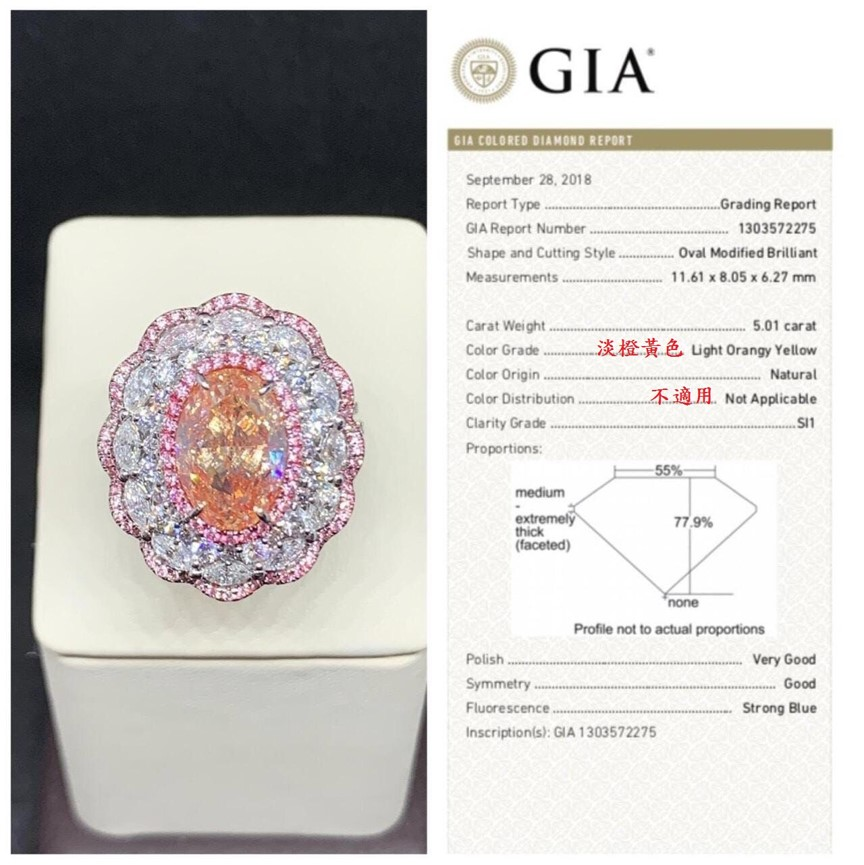 GIA®
GIA COLORED DIAMOND REPORT
September 28, 2018
Report Type Grading Report
GIA Report Number 1303572275
Shape and Cutting Style Oval Modified Brilliant
Measurements 11.61 x 8.05 x 6.27 mm
Carat Weight 5.01 carat
Color Grade 淡橙黃色 Light Orangy Yellow
Color Origin Natural
Color Distribution 不適用 Not Applicable
Clarity Grade SI1
Proportions:
55%
medium
-
extremely
thick
(faceted)
77.9%
none
Profile not to actual proportions
Polish Very Good
Symmetry Good
Fluorescence Strong Blue
Inscription(s): GIA 1303572275